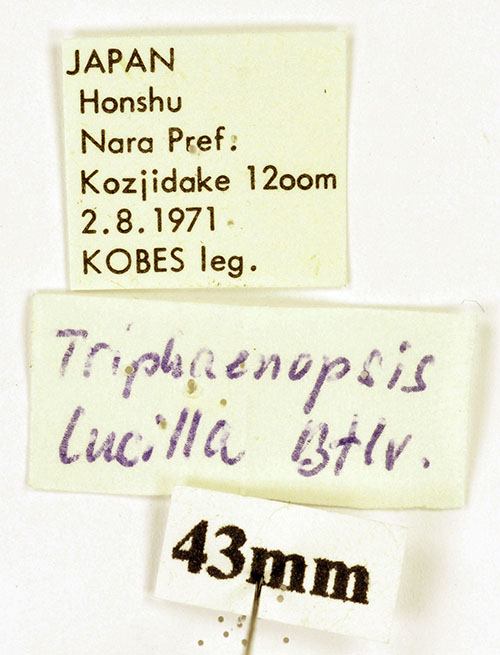 JAPAN
Honshu
Nara Pref.
Kozjidake 12oom
2.8.1971
KOBES leg.
Triphaenopsis
lucilla Btlr.
43mm